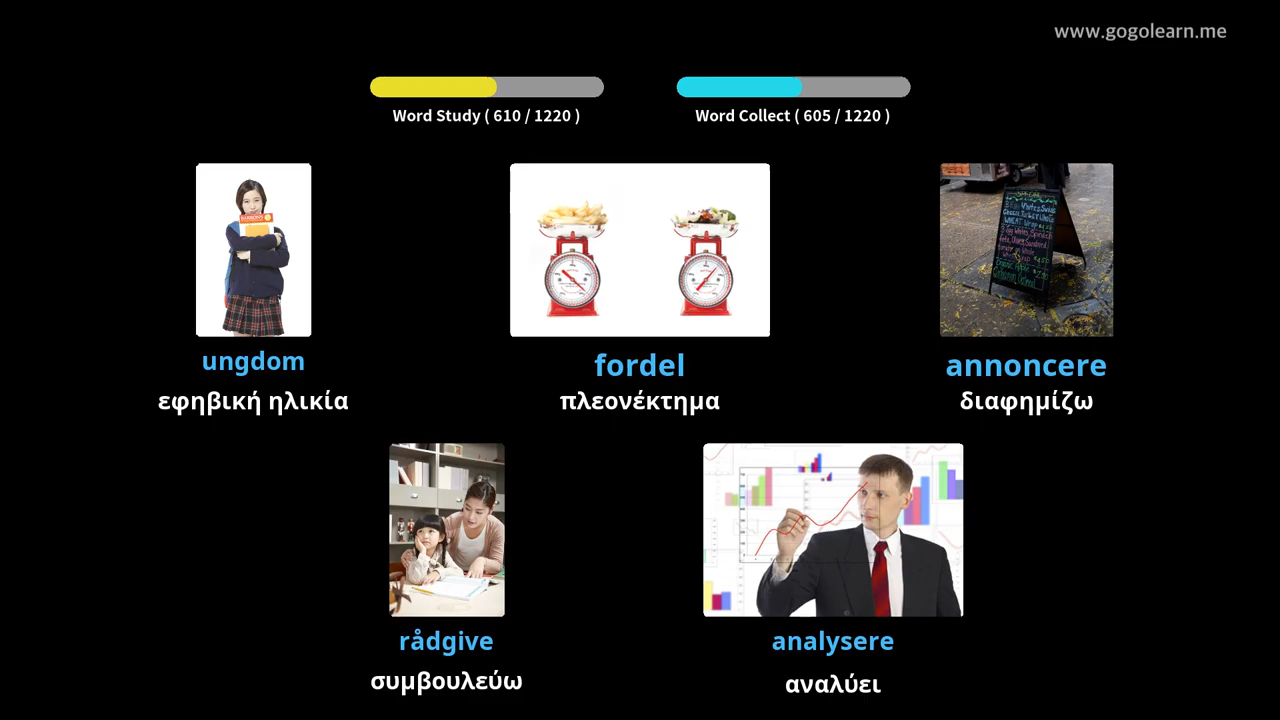 www.gogolearn.me
Word Study ( 610 / 1220 )
Word Collect ( 605 / 1220 )
ungdom
εφηβική ηλικία
fordel
πλεονέκτημα
annoncere
διαφημίζω
rådgive
συμβουλεύω
analysere
αναλύει